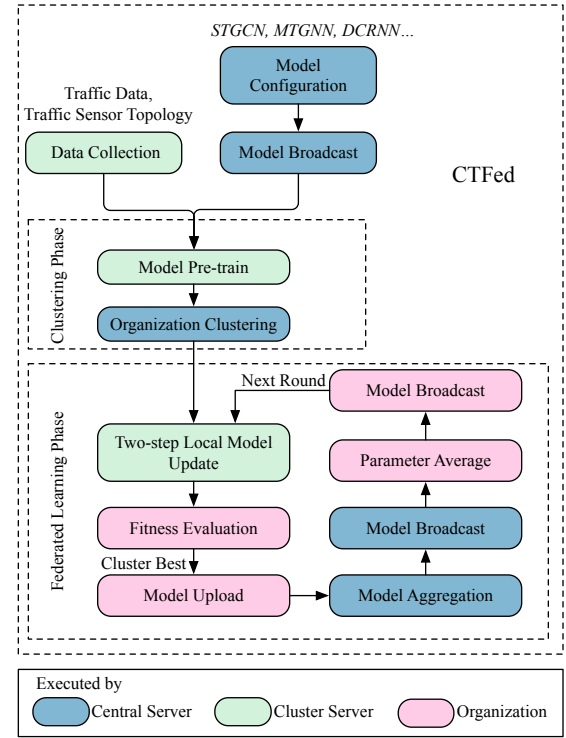 STGCN, MTGNN, DCRNN...
Model
Configuration
Traffic Data,
Traffic Sensor Topology
Data Collection
Model Broadcast
CTFed
Clustering Phase
Model Pre-train
Organization Clustering
Federated Learning Phase
Next Round
Model Broadcast
Two-step Local Model
Update
Parameter Average
Fitness Evaluation
Model Broadcast
Cluster Best
Model Upload
Model Aggregation
Executed by
Central Server
Cluster Server
Organization